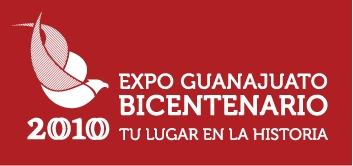 EXPO GUANAJUATO
BICENTENARIO
2010 TU LUGAR EN LA HISTORIA